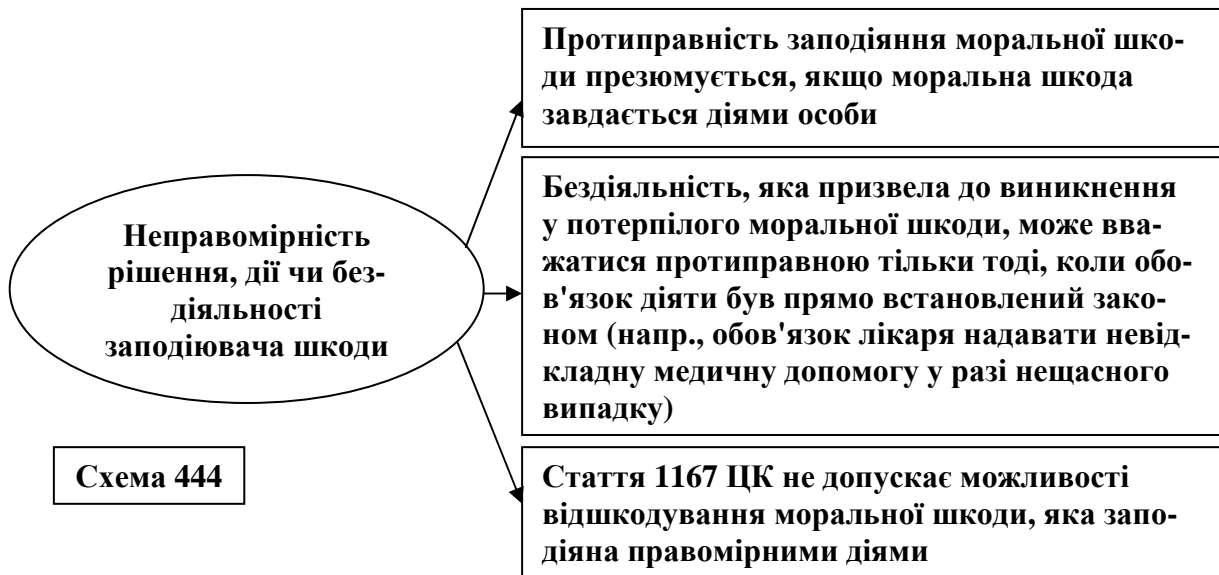 Неправомірність
рішення, дії чи без-
діяльності
заподіювача шкоди
Протиправність заподіяння моральної шко-
ди презюмується, якщо моральна шкода
завдається діями особи
Бездіяльність, яка призвела до виникнення
у потерпілого моральної шкоди, може вва-
жатися протиправною тільки тоді, коли обо-
в'язок діяти був прямо встановлений зако-
ном (напр., обов'язок лікаря надавати невід-
кладну медичну допомогу у разі нещасного
випадку)
Стаття 1167 ЦК не допускає можливості
відшкодування моральної шкоди, яка запо-
діяна правомірними діями
Схема 444